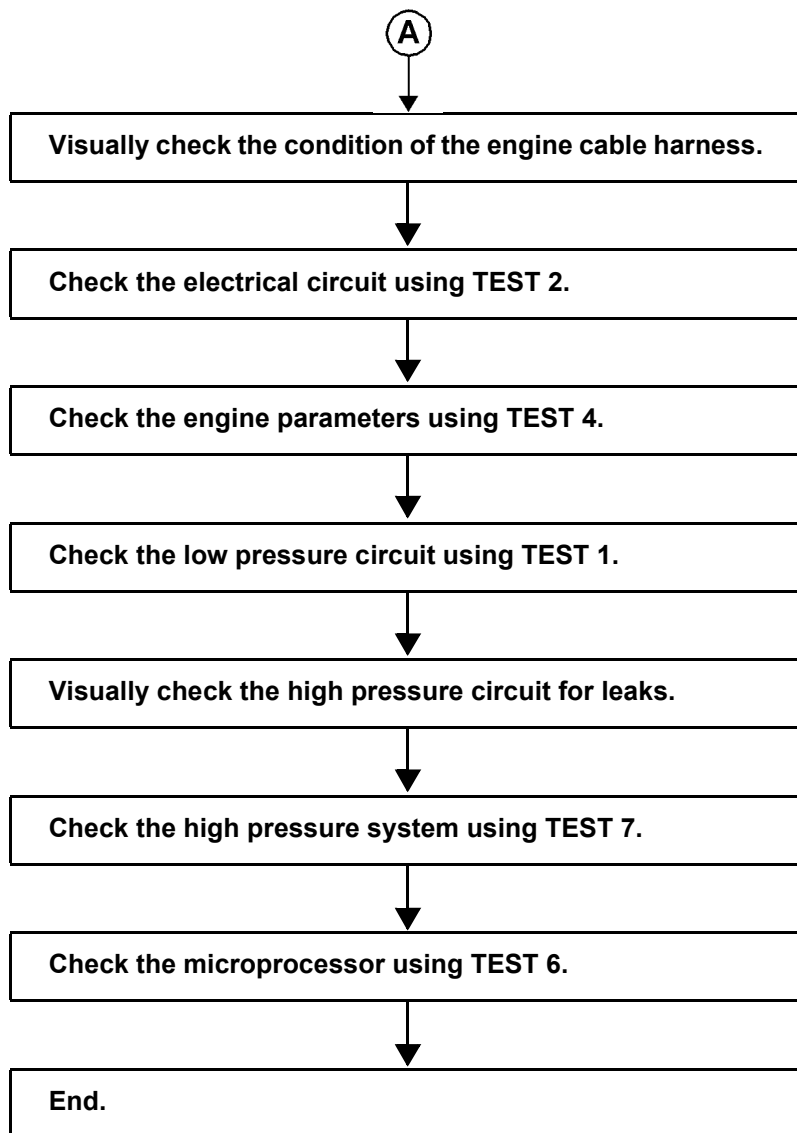 A
Visually check the condition of the engine cable harness.
Check the electrical circuit using TEST 2.
Check the engine parameters using TEST 4.
Check the low pressure circuit using TEST 1.
Visually check the high pressure circuit for leaks.
Check the high pressure system using TEST 7.
Check the microprocessor using TEST 6.
End.